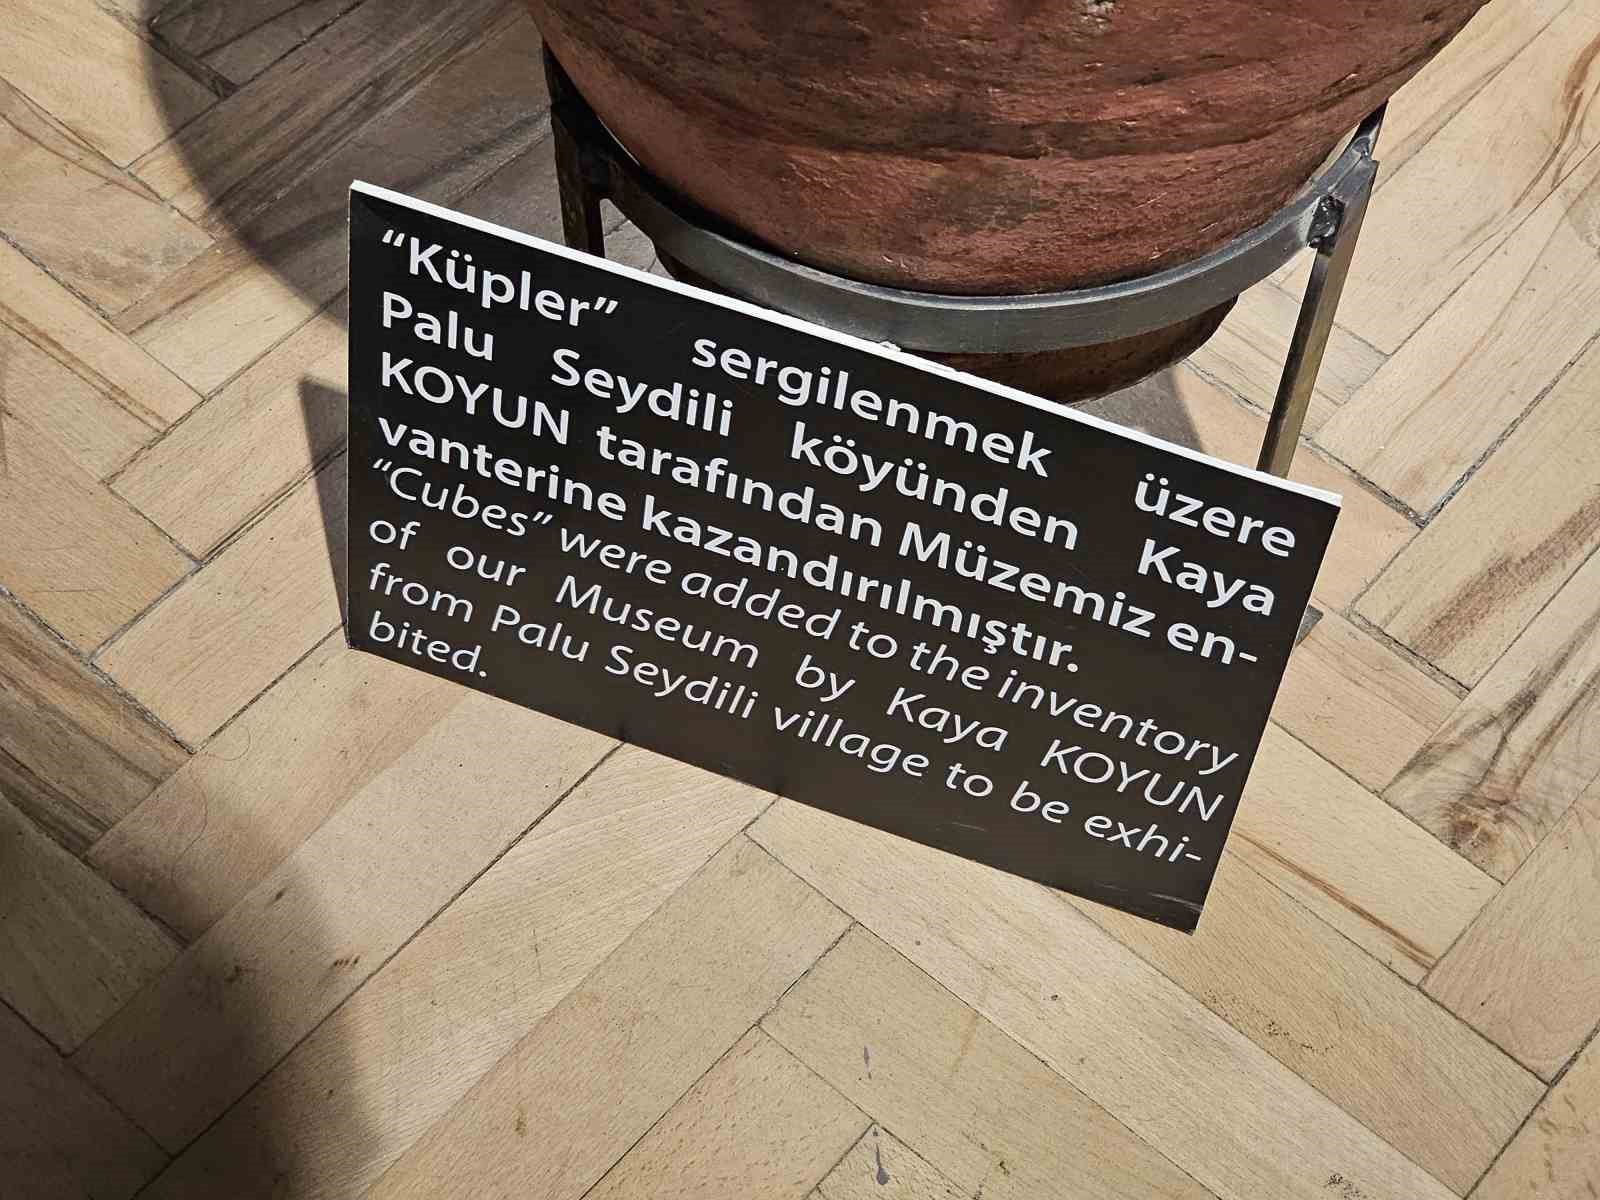 “Küpler” sergilenmek üzere
Palu Seydili köyünden Kaya
KOYUN tarafından Müzemiz en-
vanterine kazandırılmıştır.
“Cubes” were added to the inventory
of our Museum by Kaya KOYUN
from Palu Seydili village to be exhi-
bited.